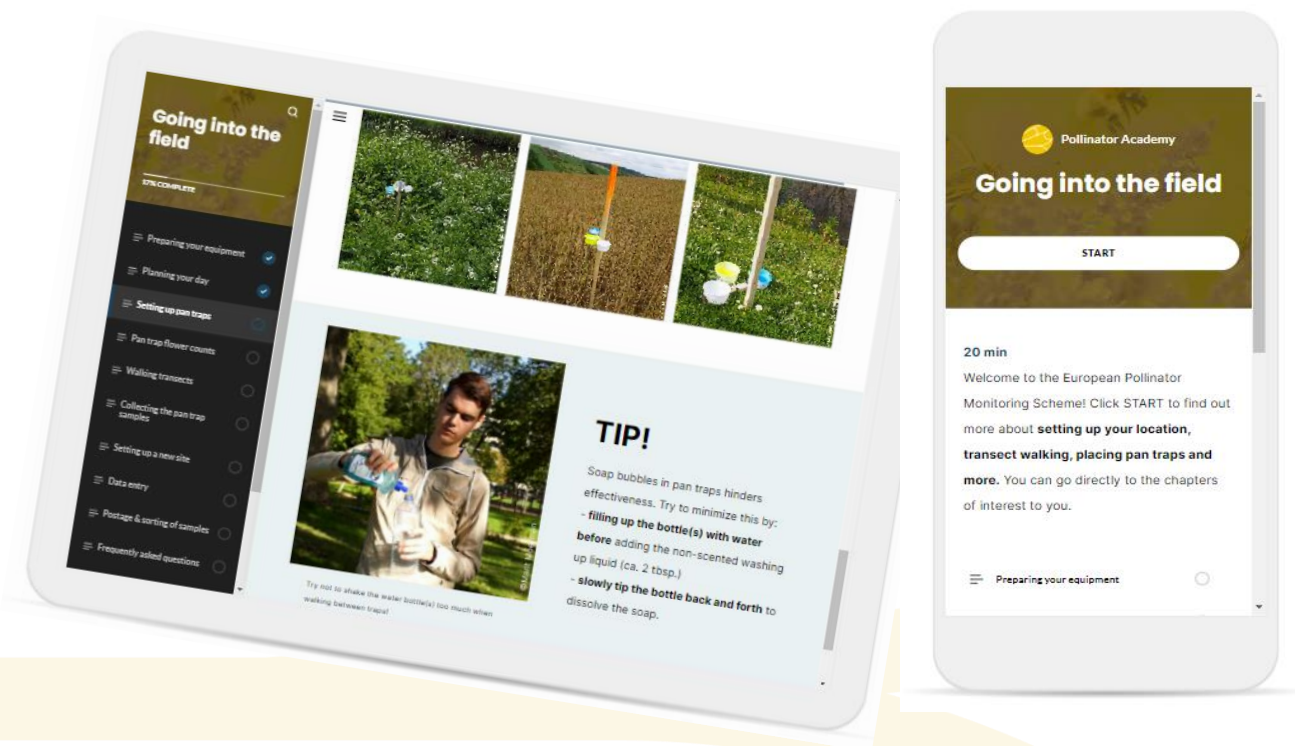 Going into the
field
17% COMPLETE
Preparing your equipment
Planning your day
Setting up pan traps
Pan trap flower counts
Walking transects
Collecting the pan trap
samples
Setting up a new site
Data entry
Postage & sorting of samples
Frequently asked questions
TIP!
Soap bubbles in pan traps hinders
effectiveness. Try to minimize this by:
- filling up the bottle(s) with water
before adding the non-scented washing
up liquid (ca. 2 tbsp.)
- slowly tip the bottle back and forth to
dissolve the soap.
Try not to shake the water bottle(s) too much when
walking between traps!
Pollinator Academy
Going into the field
START
20 min
Welcome to the European Pollinator
Monitoring Scheme! Click START to find out
more about setting up your location,
transect walking, placing pan traps and
more. You can go directly to the chapters
of interest to you.
Preparing your equipment